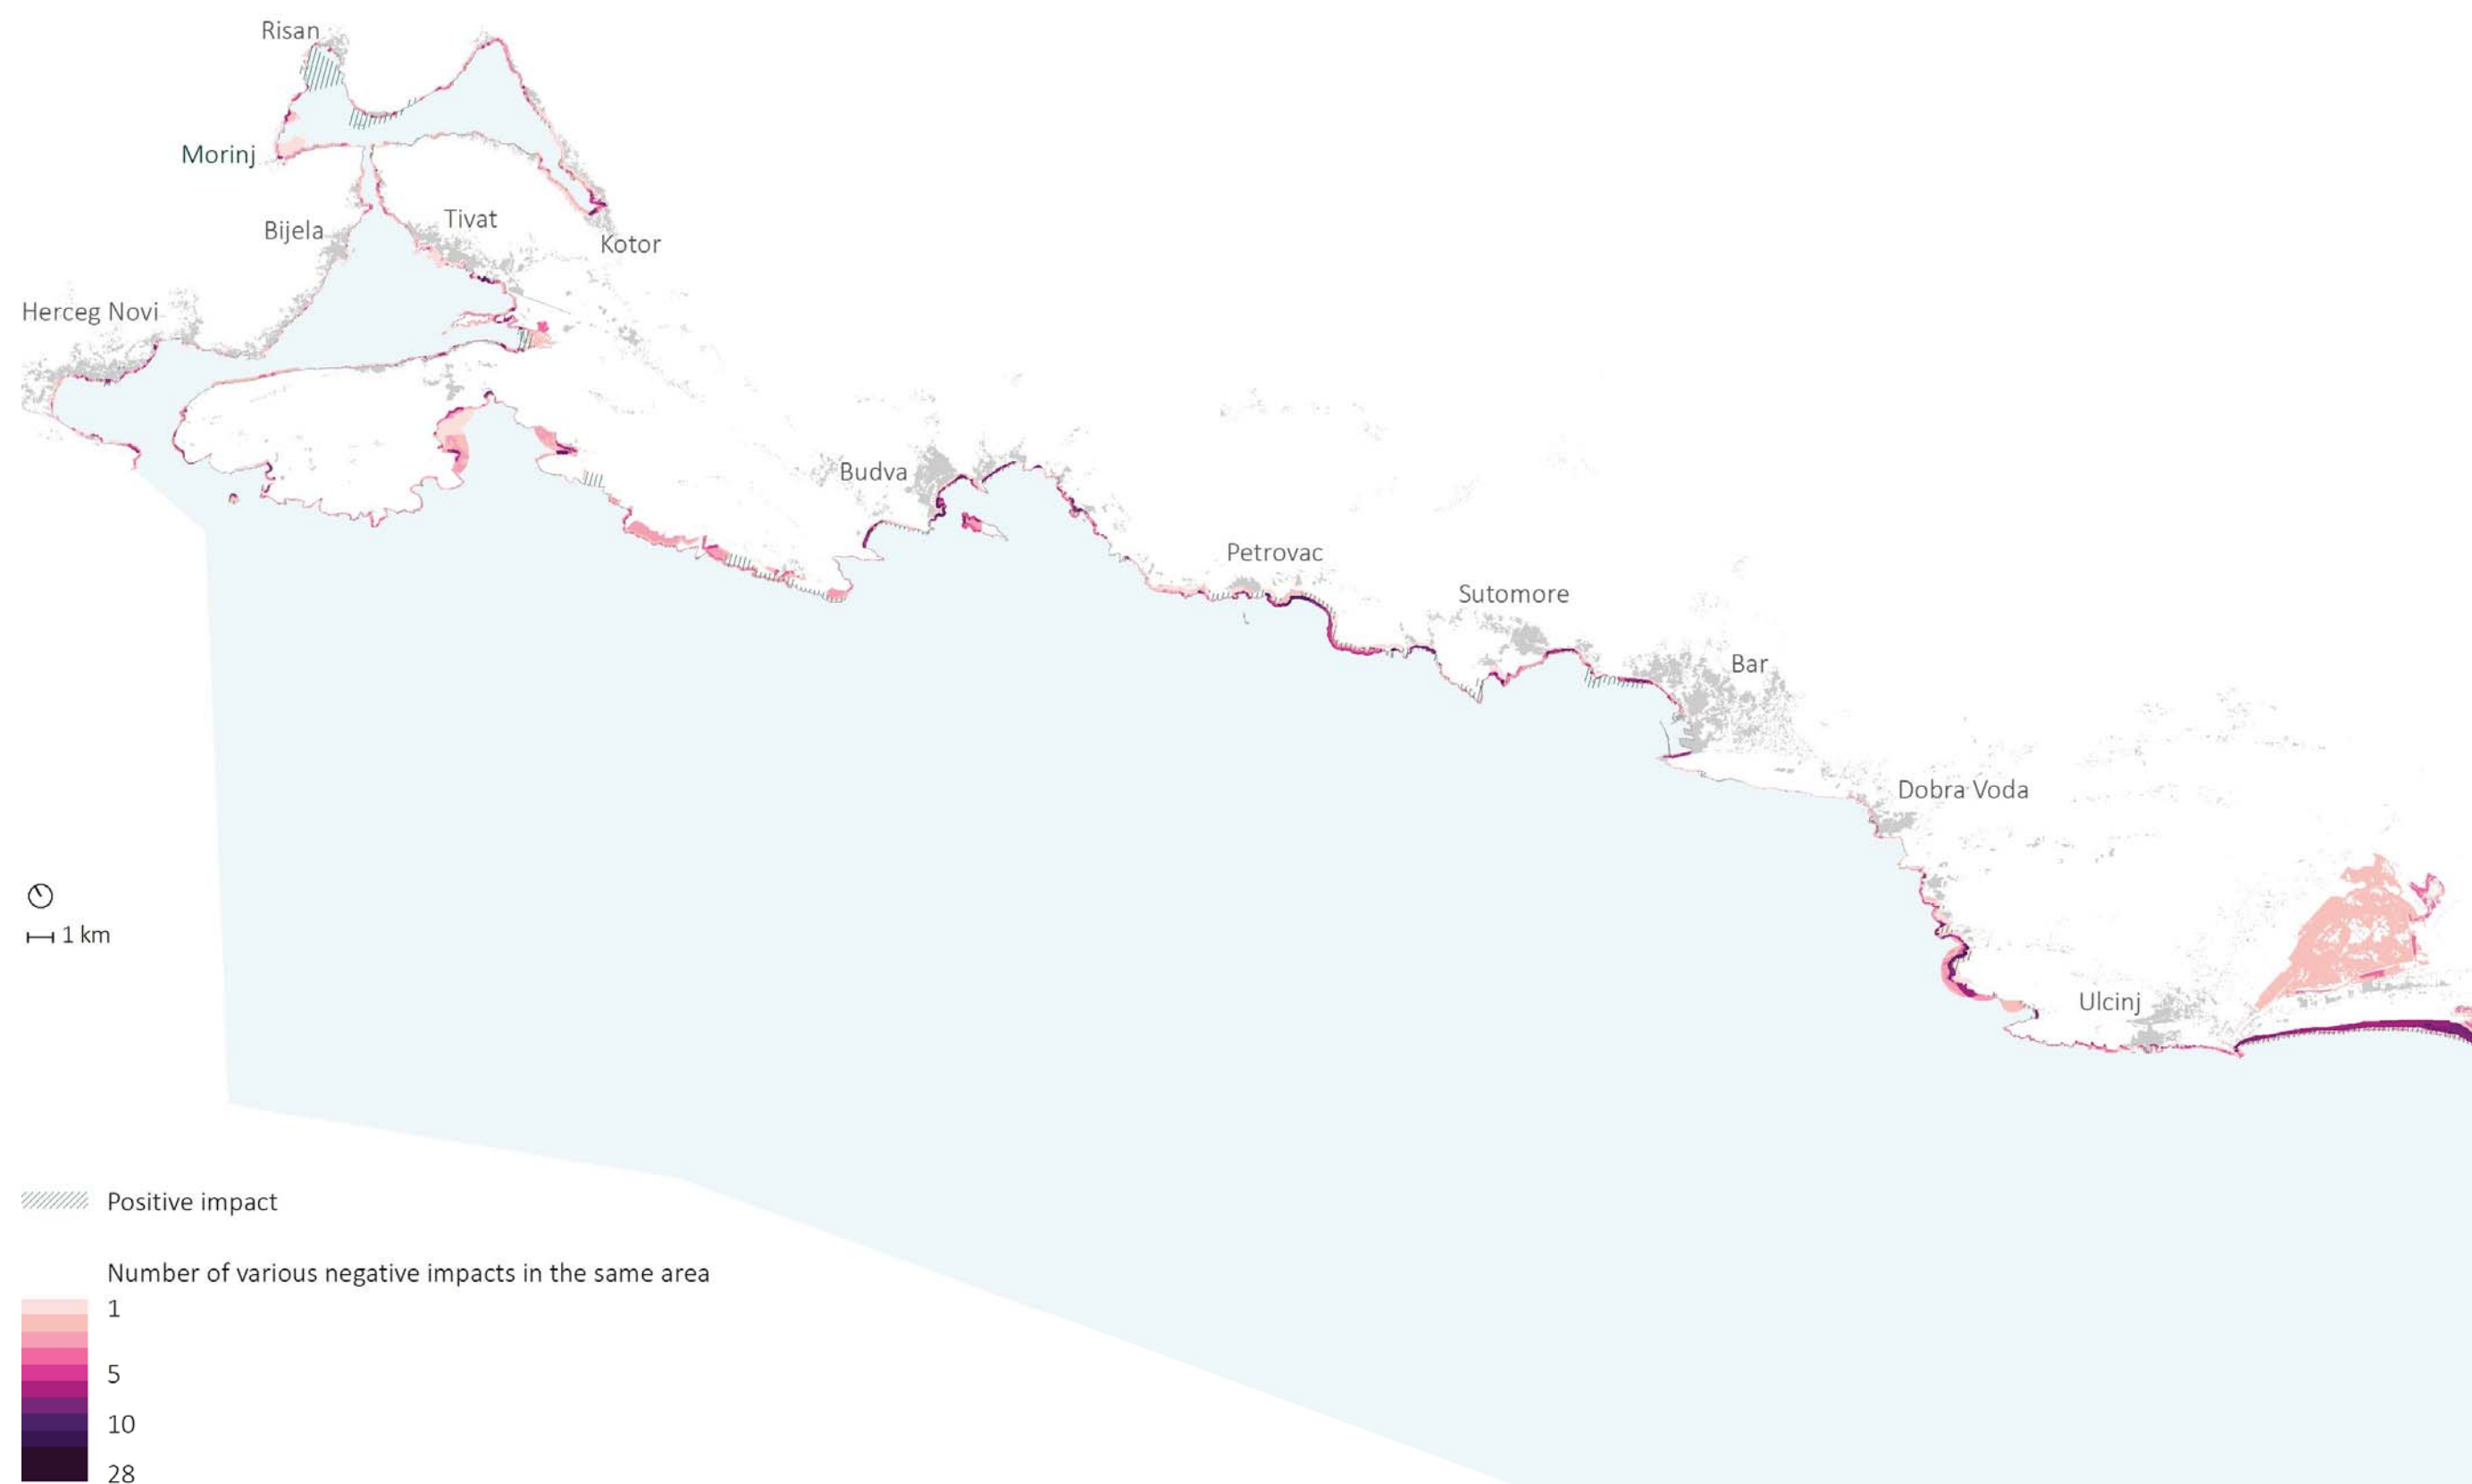 Risan
Morinj
Bijela
Tivat
Kotor
Herceg Novi
Budva
Petrovac
Sutomore
Bar
Dobra Voda
Ulcinj
1 km
Positive impact
Number of various negative impacts in the same area
1
5
10
28